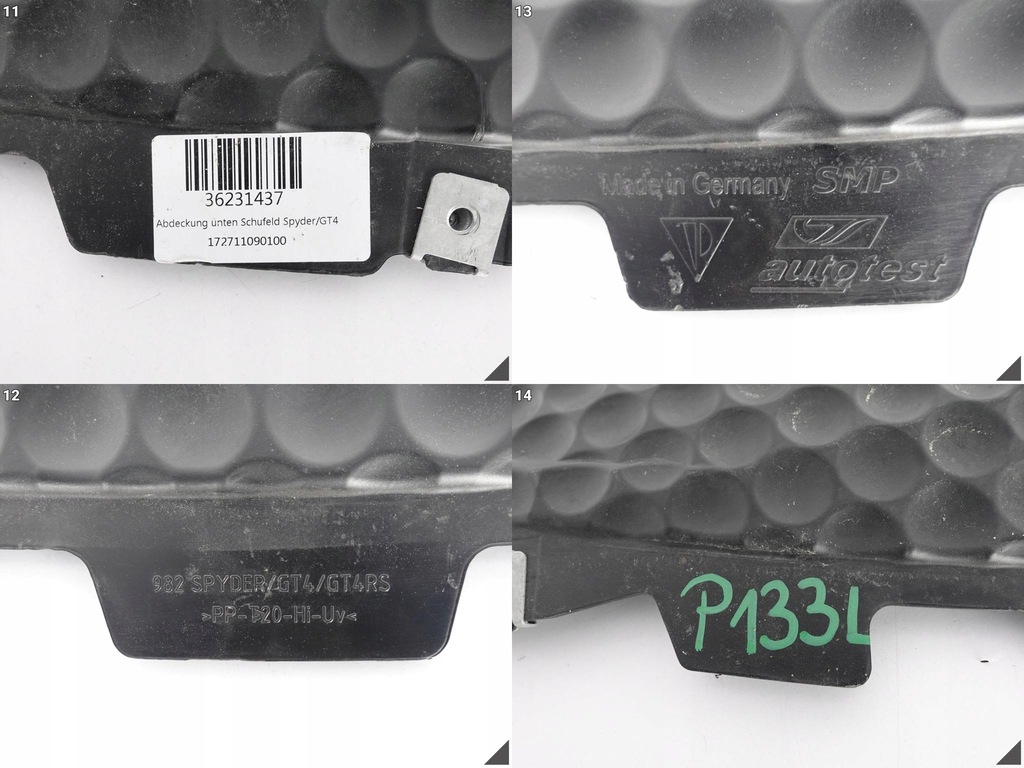 11
36231437
Abdeckung unten Schufeld Spyder/GT4
172711090100
13
Made in Germany SMP
autotest
12
982 SPYDER/GT4/GT4RS
>PP-T20-Hi-Uv<
14
P133L